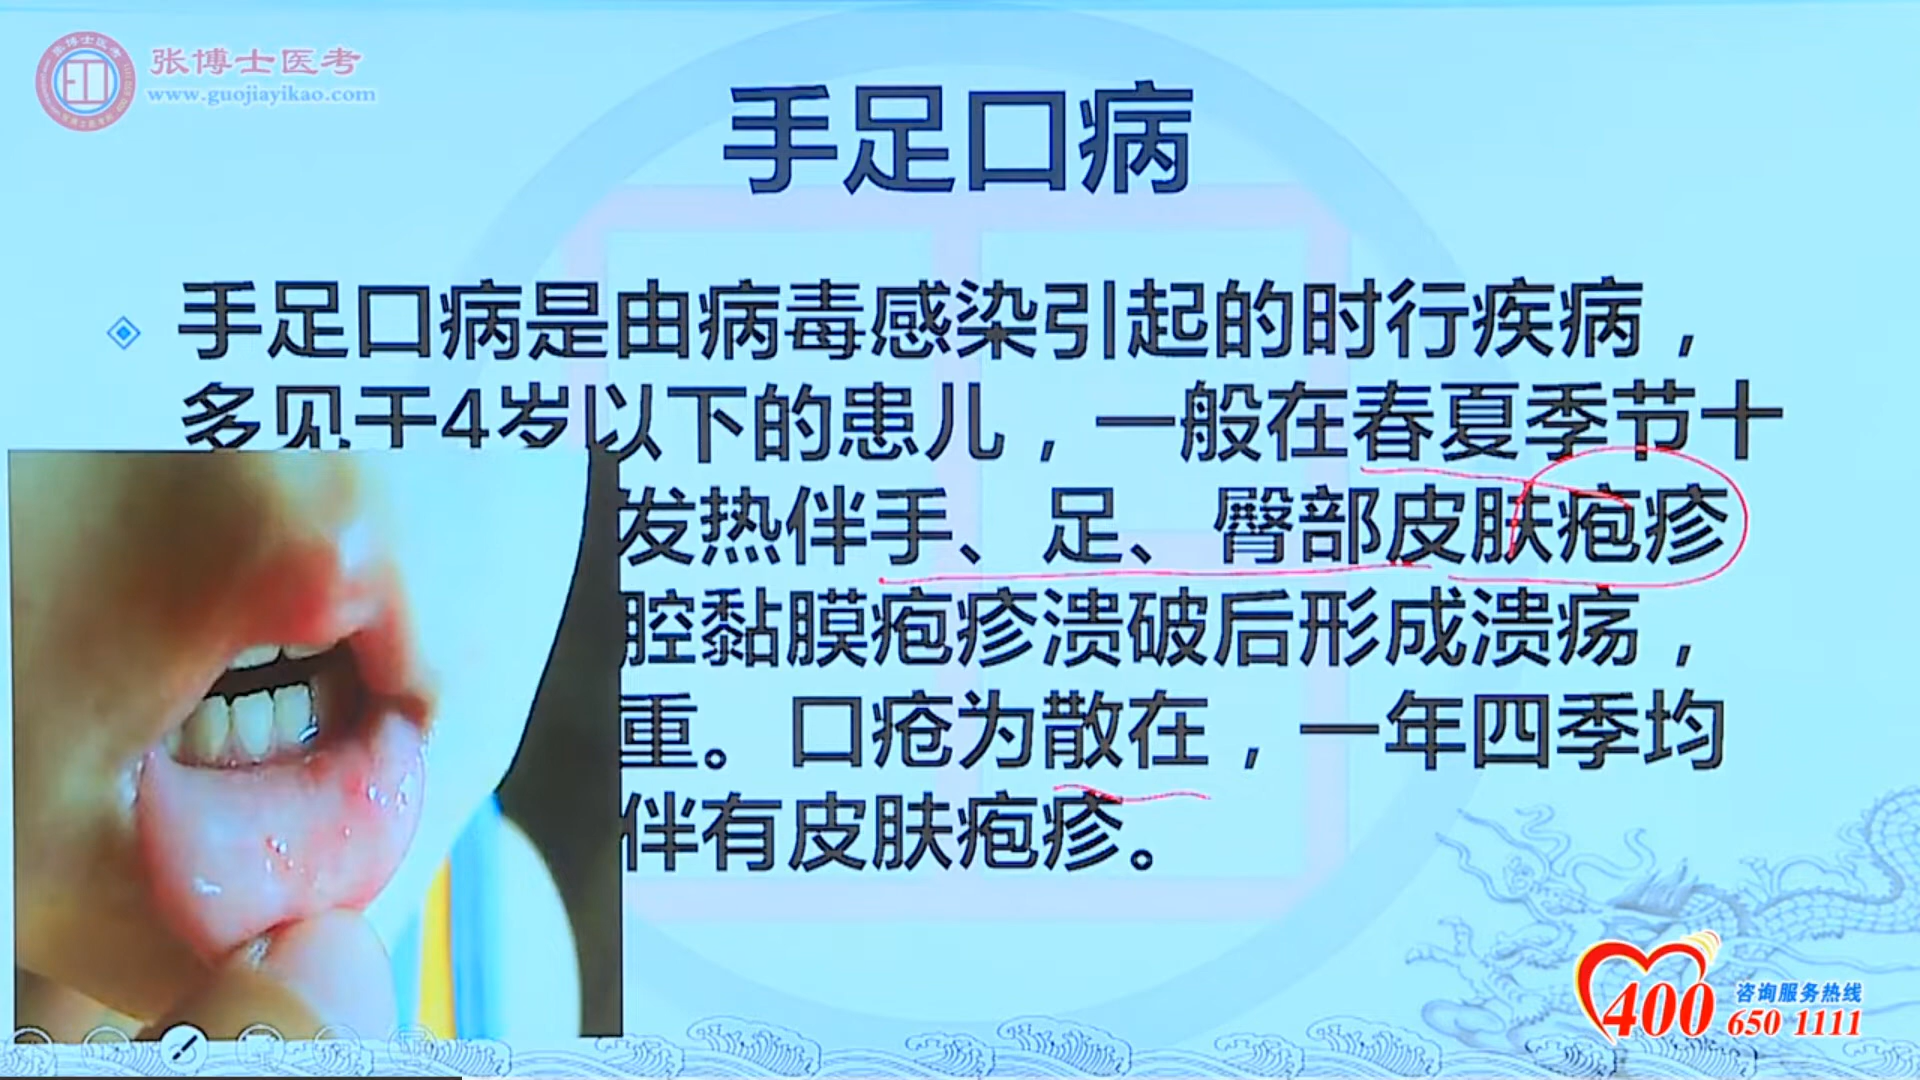 张博士医考
www.guojiayikao.com
手足口病
手足口病是由病毒感染引起的时行疾病，
多见于4岁以下的患儿，一般在春夏季节十
发热伴手、足、臀部皮肤疱疹
腔黏膜疱疹溃破后形成溃疡，
重。口疮为散在，一年四季均
伴有皮肤疱疹。
400 咨询服务热线
650 1111